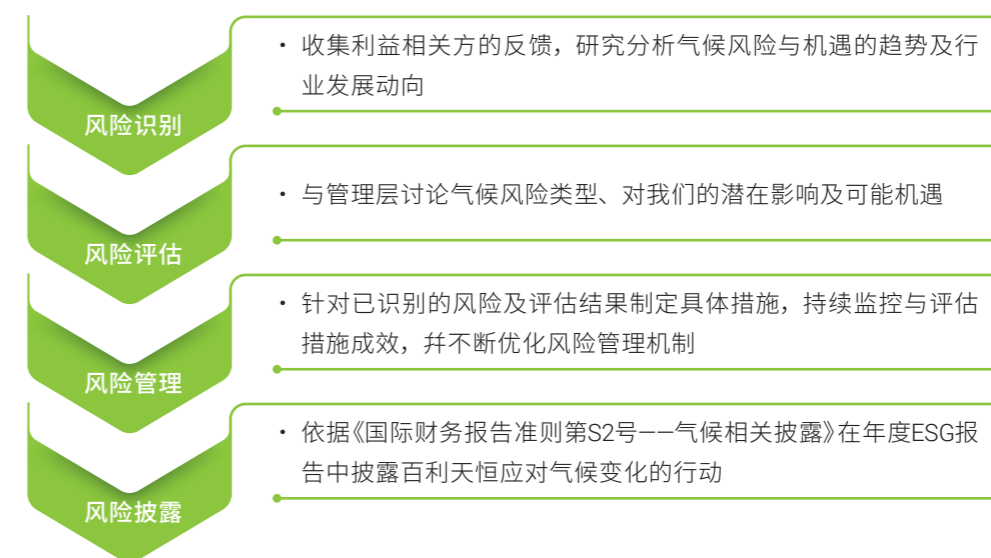 • 收集利益相关方的反馈，研究分析气候风险与机遇的趋势及行
业发展动向
风险识别
• 与管理层讨论气候风险类型、对我们的潜在影响及可能机遇
风险评估
• 针对已识别的风险及评估结果制定具体措施，持续监控与评估
措施成效，幷不断优化风险管理机制
风险管理
• 依据《国际财务报告准则第S2号——气候相关披露》在年度ESG报
告中披露百利天恒应对气候变化的行动
风险披露